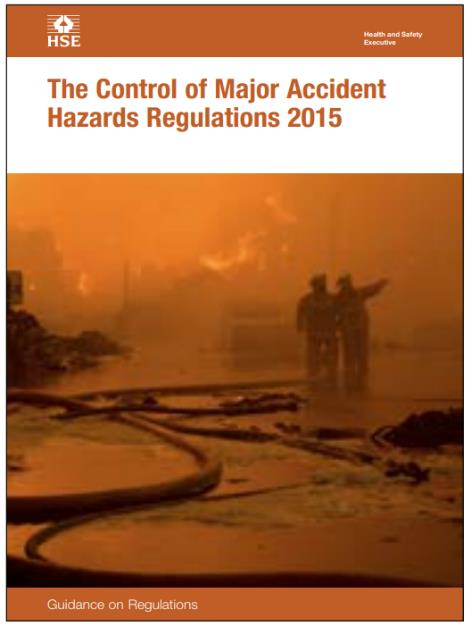 HSE
Health and Safety
Executive
The Control of Major Accident
Hazards Regulations 2015
Guidance on Regulations